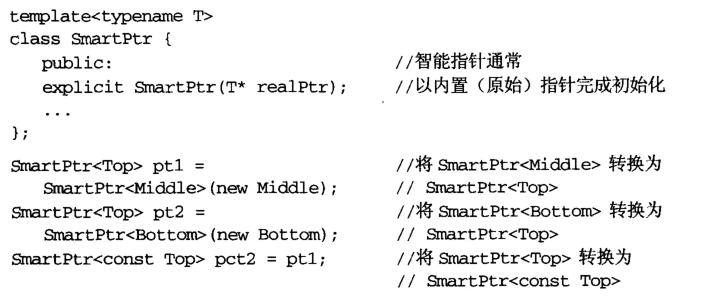 template<typename T>
class SmartPtr {
public: //智能指针通常
explicit SmartPtr(T* realPtr); //以内置（原始）指针完成初始化
...
};
SmartPtr<Top> pt1 = //将 SmartPtr<Middle> 转换为
SmartPtr<Middle>(new Middle); // SmartPtr<Top>
SmartPtr<Top> pt2 = //将 SmartPtr<Bottom> 转换为
SmartPtr<Bottom>(new Bottom); // SmartPtr<Top>
SmartPtr<const Top> pct2 = pt1; //将 SmartPtr<Top> 转换为
// SmartPtr<const Top>